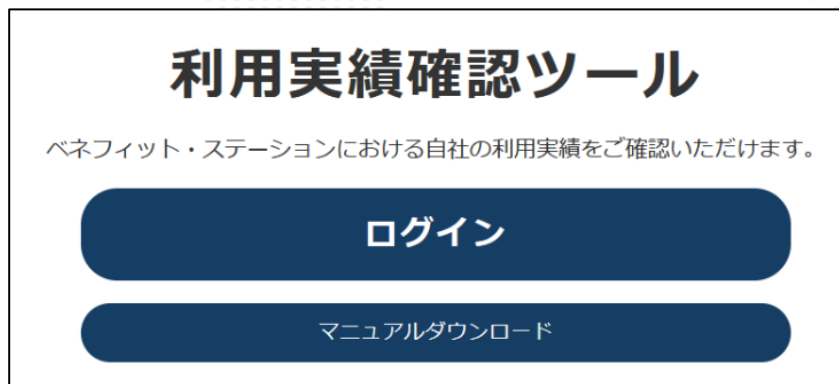 利用実績確認ツール
ベネフィット・ステーションにおける自社の利用実績をご確認いただけます。
ログイン
マニュアルダウンロード